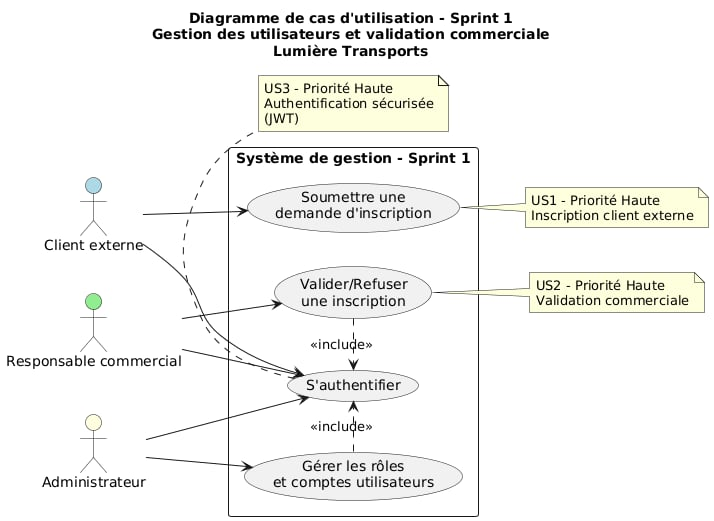 Diagramme de cas d'utilisation - Sprint 1
Gestion des utilisateurs et validation commerciale
Lumière Transports
US3 - Priorité Haute
Authentification sécurisée
(JWT)
Système de gestion - Sprint 1
Soumettre une
demande d'inscription
US1 - Priorité Haute
Inscription client externe
Client externe
Valider/Refuser
une inscription
US2 - Priorité Haute
Validation commerciale
«include»
Responsable commercial
S'authentifier
«include»
Gérer les rôles
et comptes utilisateurs
Administrateur